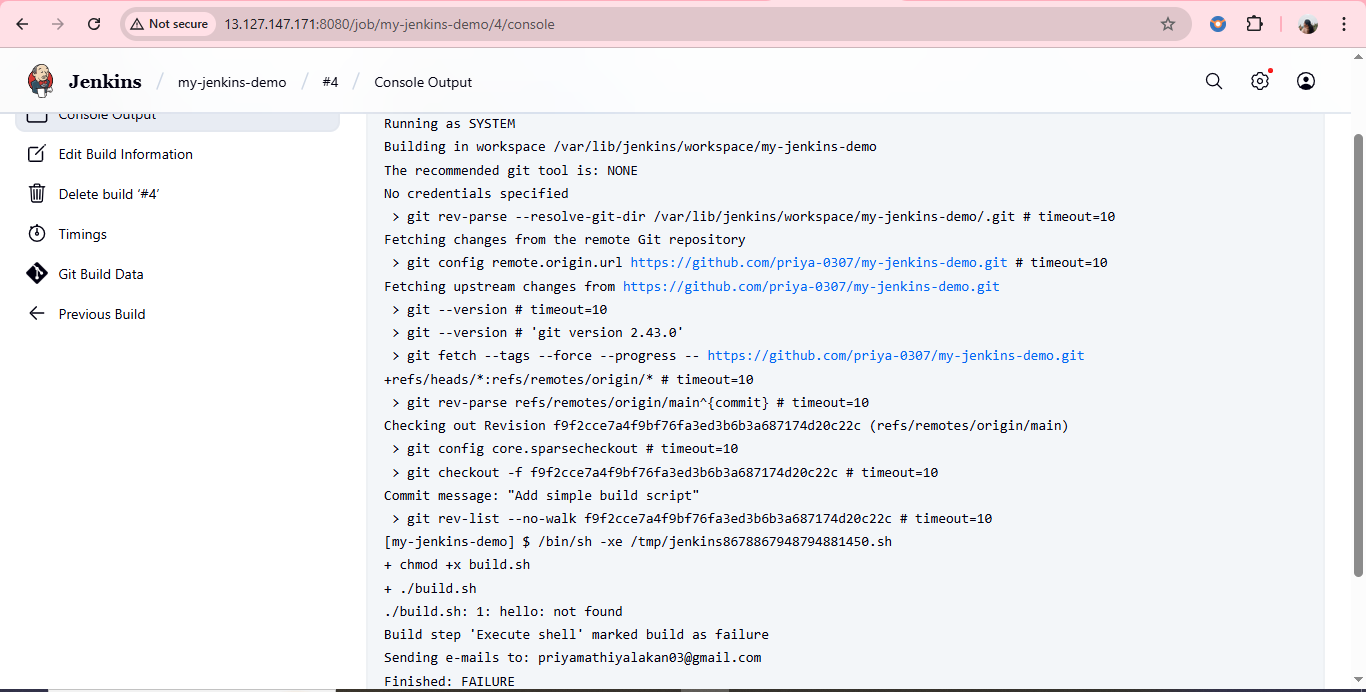 Not secure 13.127.147.171:8080/job/my-jenkins-demo/4/console
Jenkins / my-jenkins-demo / #4 / Console Output
Console Output
Edit Build Information
Delete build ‘#4’
Timings
Git Build Data
Previous Build
Running as SYSTEM
Building in workspace /var/lib/jenkins/workspace/my-jenkins-demo
The recommended git tool is: NONE
No credentials specified
> git rev-parse --resolve-git-dir /var/lib/jenkins/workspace/my-jenkins-demo/.git # timeout=10
Fetching changes from the remote Git repository
> git config remote.origin.url https://github.com/priya-0307/my-jenkins-demo.git # timeout=10
Fetching upstream changes from https://github.com/priya-0307/my-jenkins-demo.git
> git --version # timeout=10
> git --version # 'git version 2.43.0'
> git fetch --tags --force --progress -- https://github.com/priya-0307/my-jenkins-demo.git
+refs/heads/*:refs/remotes/origin/* # timeout=10
> git rev-parse refs/remotes/origin/main^{commit} # timeout=10
Checking out Revision f9f2cce7a4f9bf76fa3ed3b6b3a687174d20c22c (refs/remotes/origin/main)
> git config core.sparsecheckout # timeout=10
> git checkout -f f9f2cce7a4f9bf76fa3ed3b6b3a687174d20c22c # timeout=10
Commit message: "Add simple build script"
> git rev-list --no-walk f9f2cce7a4f9bf76fa3ed3b6b3a687174d20c22c # timeout=10
[my-jenkins-demo] $ /bin/sh -xe /tmp/jenkins8678867948794881450.sh
+ chmod +x build.sh
+ ./build.sh
./build.sh: 1: hello: not found
Build step 'Execute shell' marked build as failure
Sending e-mails to: priyamathiyalakan03@gmail.com
Finished: FAILURE